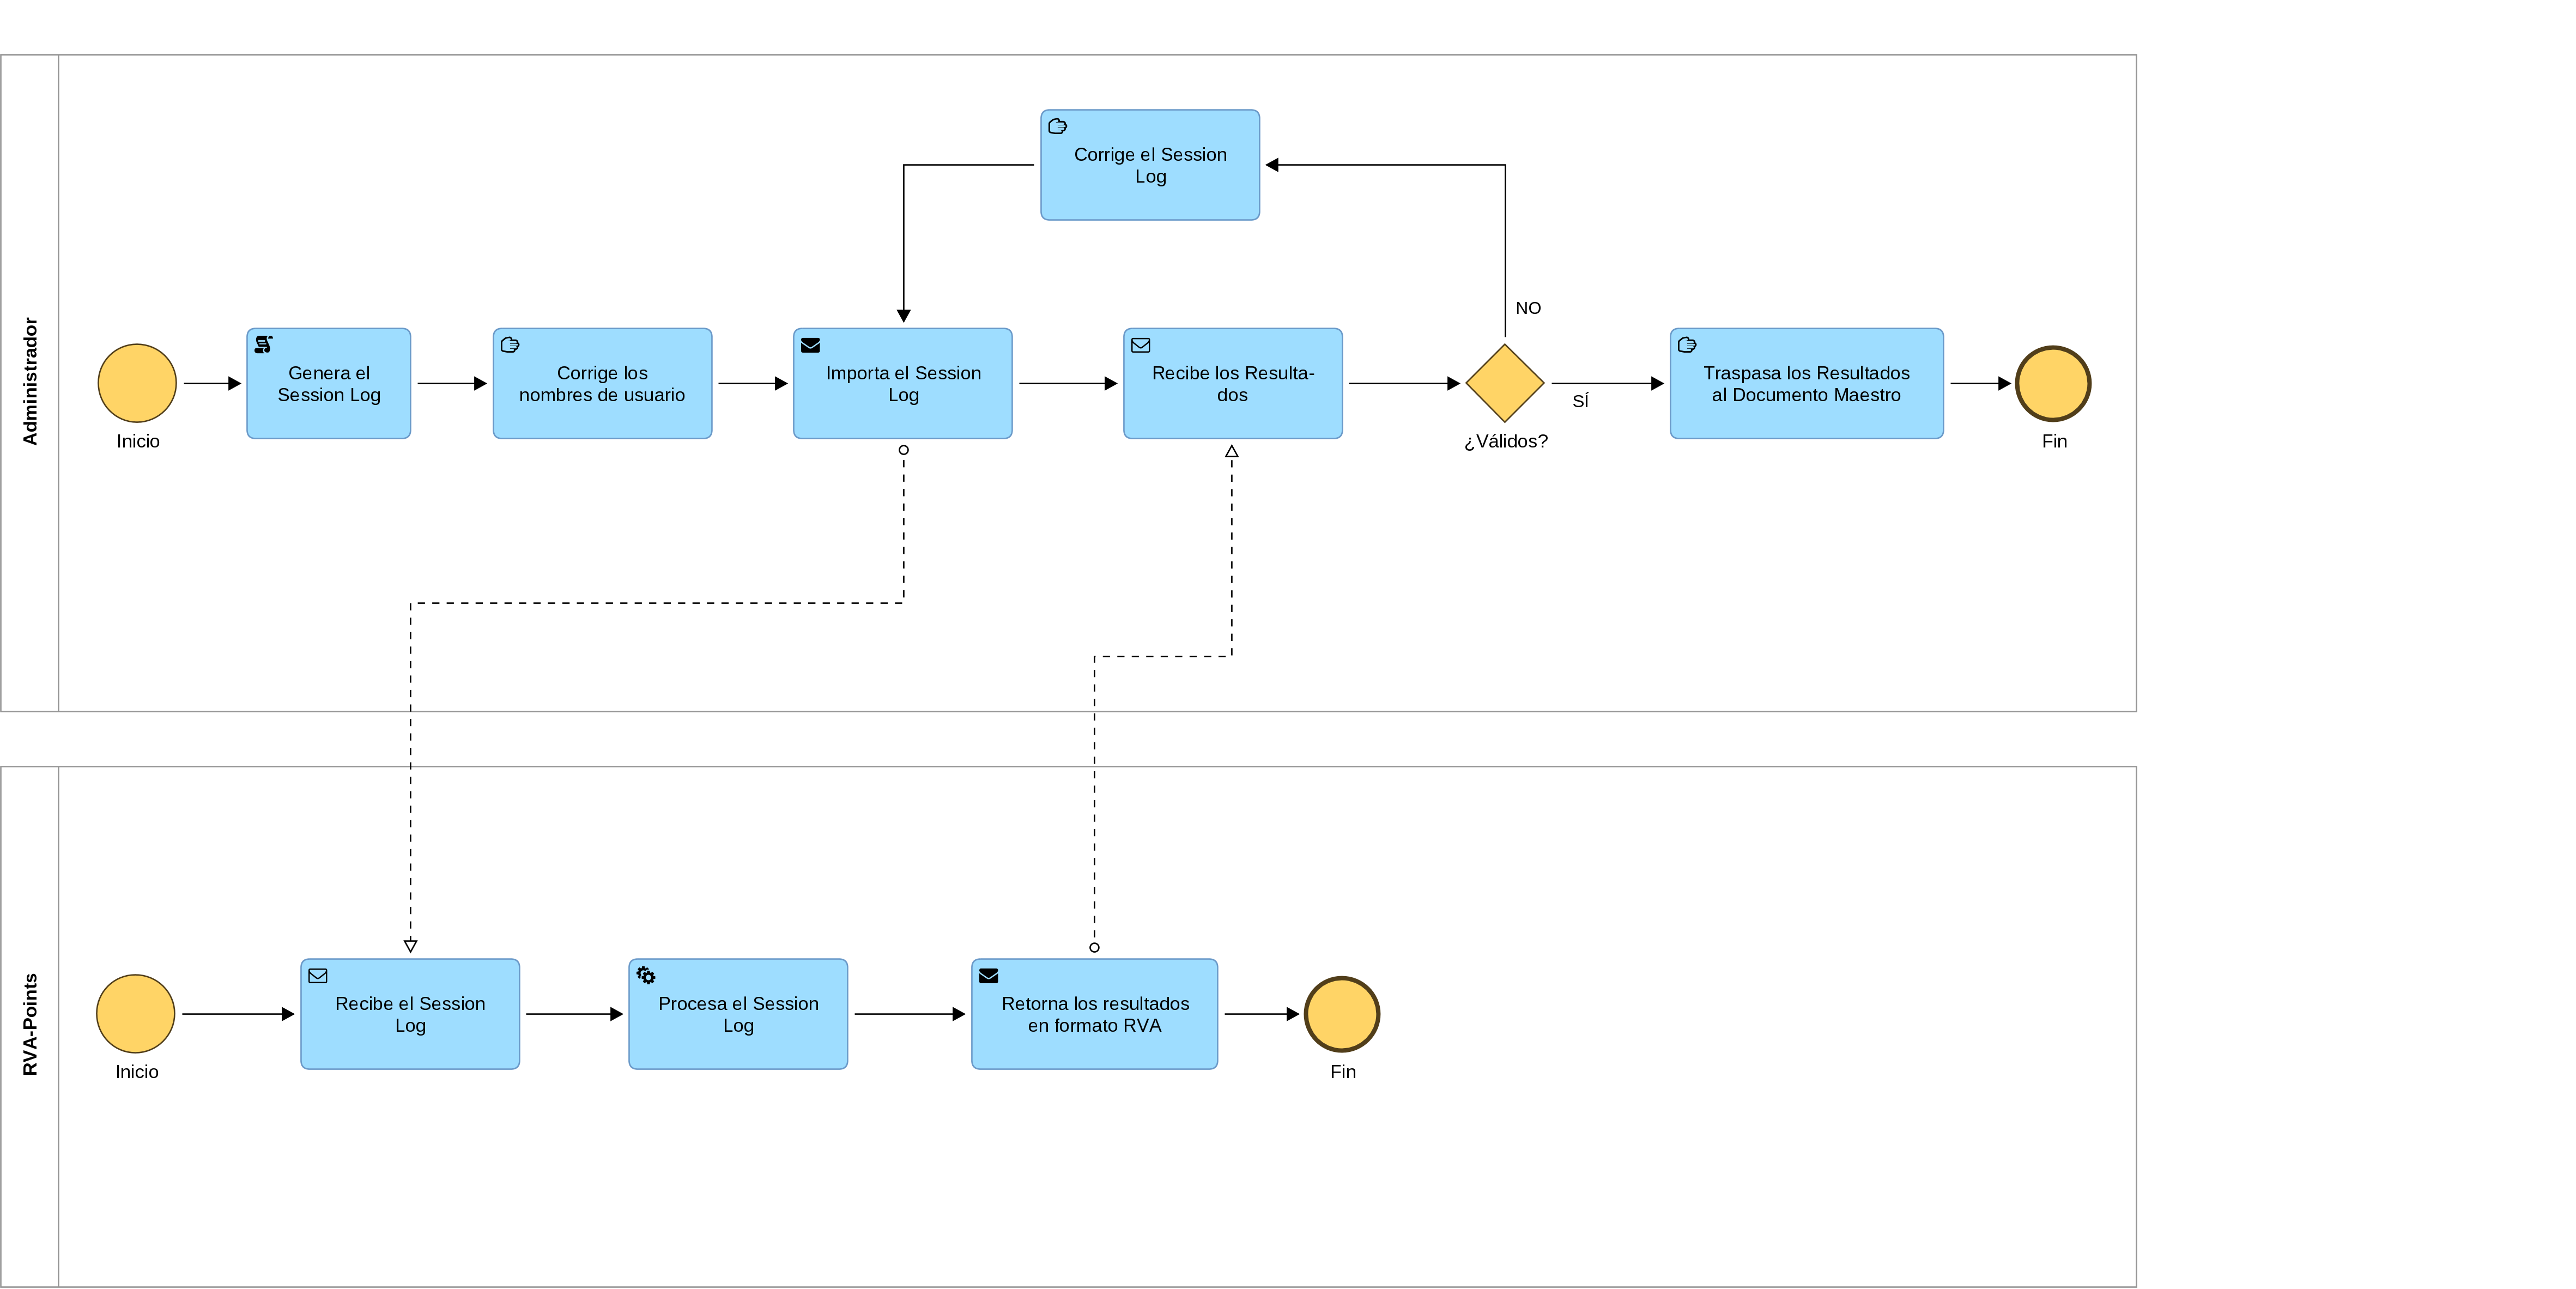 Administrador
Corrige el Session
Log
NO
Inicio
Genera el
Session Log
Corrige los
nombres de usuario
Importa el Session
Log
Recibe los Resulta-
dos
¿Válidos?
SÍ
Traspasa los Resultados
al Documento Maestro
Fin
RVA-Points
Inicio
Recibe el Session
Log
Procesa el Session
Log
Retorna los resultados
en formato RVA
Fin